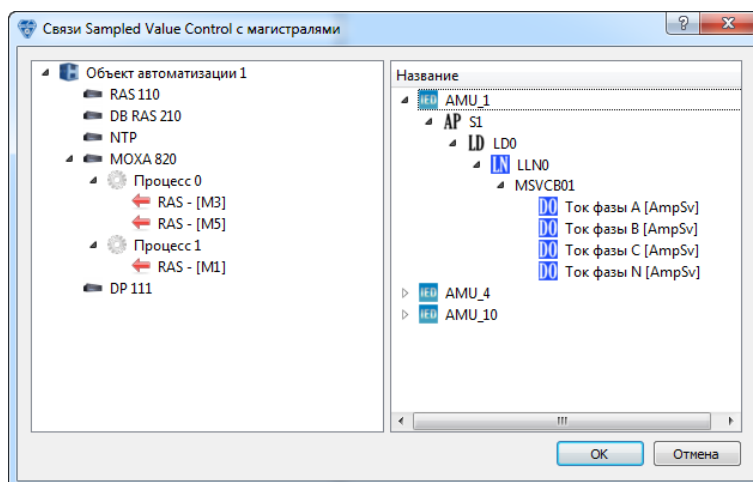 Связи Sampled Value Control с магистралями
Объект автоматизации 1
RAS 110
DB RAS 210
NTP
MOXA 820
Процесс 0
RAS - [M3]
RAS - [M5]
Процесс 1
RAS - [M1]
DP 111
Название
IED AMU_1
AP S1
LD LD0
LN LLN0
MSVCB01
DO Ток фазы A [AmpSv]
DO Ток фазы B [AmpSv]
DO Ток фазы C [AmpSv]
DO Ток фазы N [AmpSv]
IED AMU_4
IED AMU_10
OK Отмена